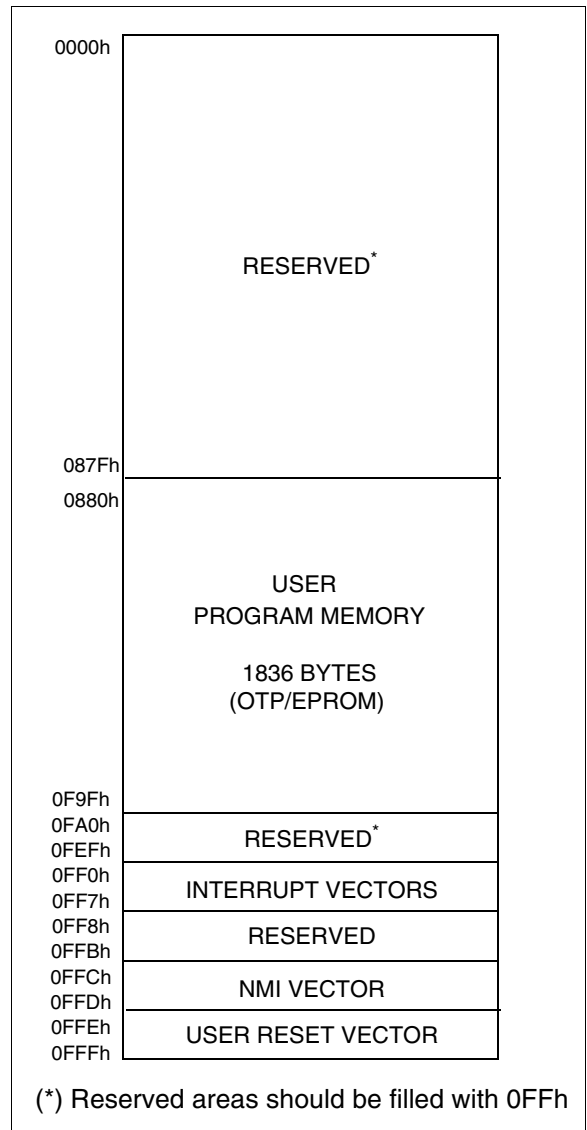 0000h
RESERVED*
087Fh
0880h
USER
PROGRAM MEMORY
1836 BYTES
(OTP/EPROM)
0F9Fh
0FA0h
RESERVED*
0FEFh
0FF0h
INTERRUPT VECTORS
0FF7h
0FF8h
RESERVED
0FFBh
0FFCh
NMI VECTOR
0FFDh
0FFEh
USER RESET VECTOR
0FFFh
(*) Reserved areas should be filled with 0FFh